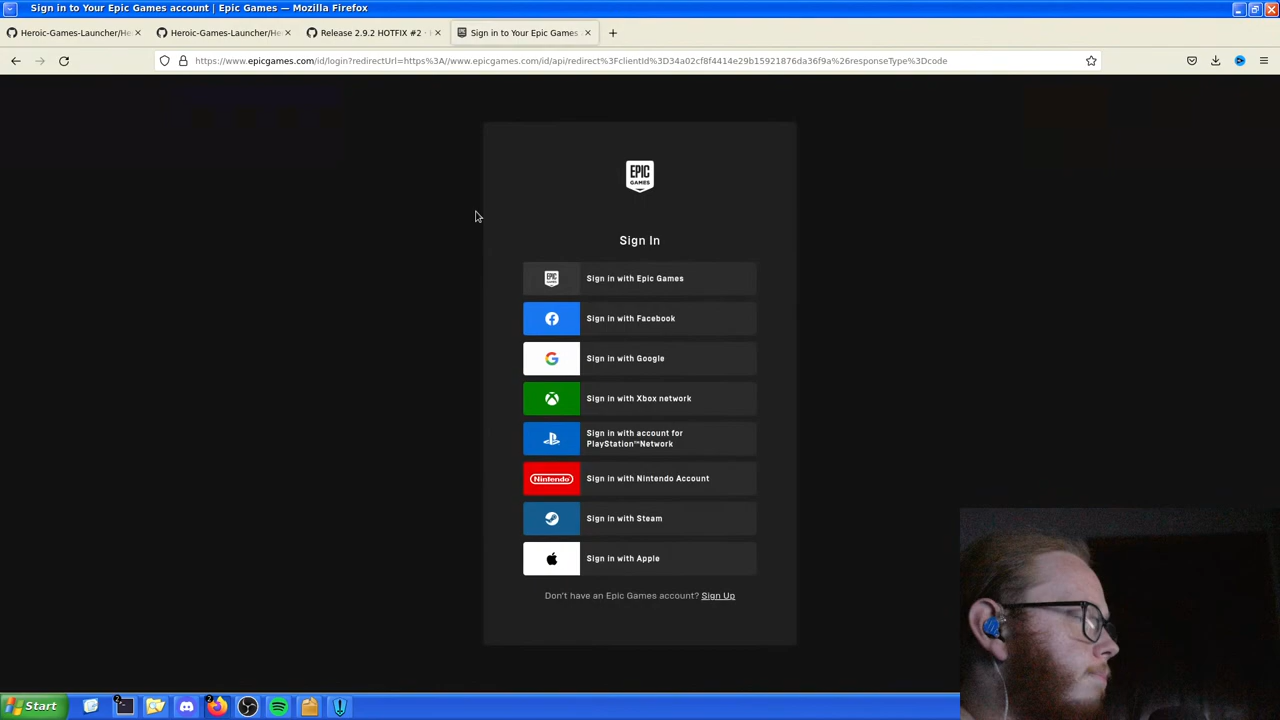 Sign in to Your Epic Games account | Epic Games — Mozilla Firefox
Heroic-Games-Launcher/He
Heroic-Games-Launcher/He
Release 2.9.2 HOTFIX #2 ·
Sign in to Your Epic Games
https://www.epicgames.com/id/login?redirectUrl=https%3A//www.epicgames.com/id/api/redirect%3FclientId%3D34a02cf8f4414e29b15921876da36f9a%26responseType%3Dcode
EPIC
GAMES
Sign In
EPIC
Sign in with Epic Games
Sign in with Facebook
Sign in with Google
Sign in with Xbox network
Sign in with account for
PlayStation™Network
Nintendo
Sign in with Nintendo Account
Sign in with Steam
Sign in with Apple
Don't have an Epic Games account? Sign Up
Start
2
2